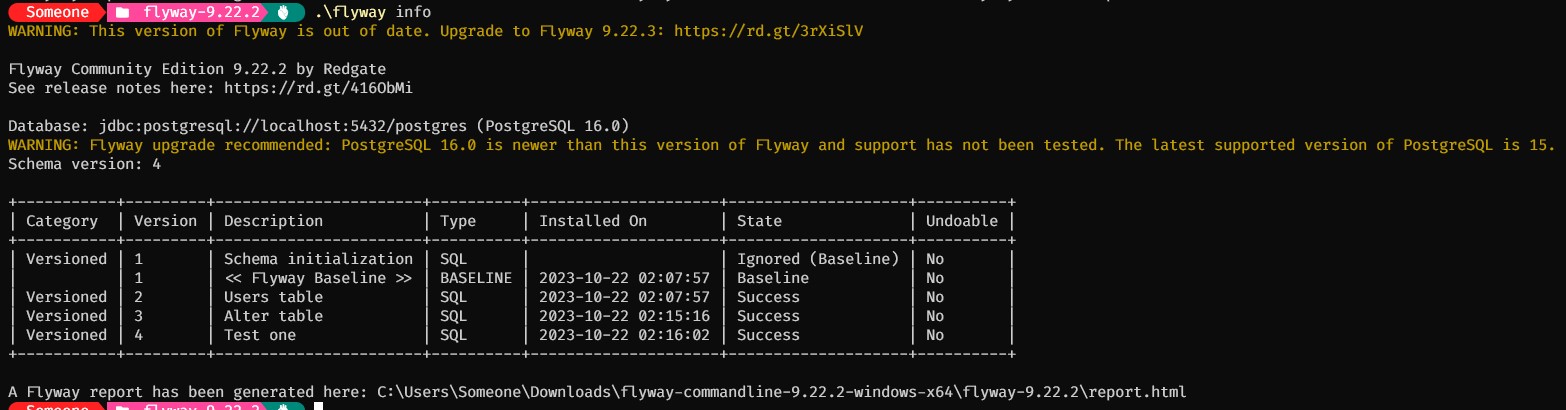 Someone flyway-9.22.2 .\flyway info
WARNING: This version of Flyway is out of date. Upgrade to Flyway 9.22.3: https://rd.gt/3rXiSlV
Flyway Community Edition 9.22.2 by Redgate
See release notes here: https://rd.gt/416ObMi
Database: jdbc:postgresql://localhost:5432/postgres (PostgreSQL 16.0)
WARNING: Flyway upgrade recommended: PostgreSQL 16.0 is newer than this version of Flyway and support has not been tested. The latest supported version of PostgreSQL is 15.
Schema version: 4
+-----------+---------+-----------------------+----------+---------------------+--------------------+----------+
| Category | Version | Description | Type | Installed On | State | Undoable |
+-----------+---------+-----------------------+----------+---------------------+--------------------+----------+
| Versioned | 1 | Schema initialization | SQL | | Ignored (Baseline) | No |
| | 1 | << Flyway Baseline >> | BASELINE | 2023-10-22 02:07:57 | Baseline | No |
| Versioned | 2 | Users table | SQL | 2023-10-22 02:07:57 | Success | No |
| Versioned | 3 | Alter table | SQL | 2023-10-22 02:15:16 | Success | No |
| Versioned | 4 | Test one | SQL | 2023-10-22 02:16:02 | Success | No |
+-----------+---------+-----------------------+----------+---------------------+--------------------+----------+
A Flyway report has been generated here: C:\Users\Someone\Downloads\flyway-commandline-9.22.2-windows-x64\flyway-9.22.2\report.html
Someone flyway-9.22.2